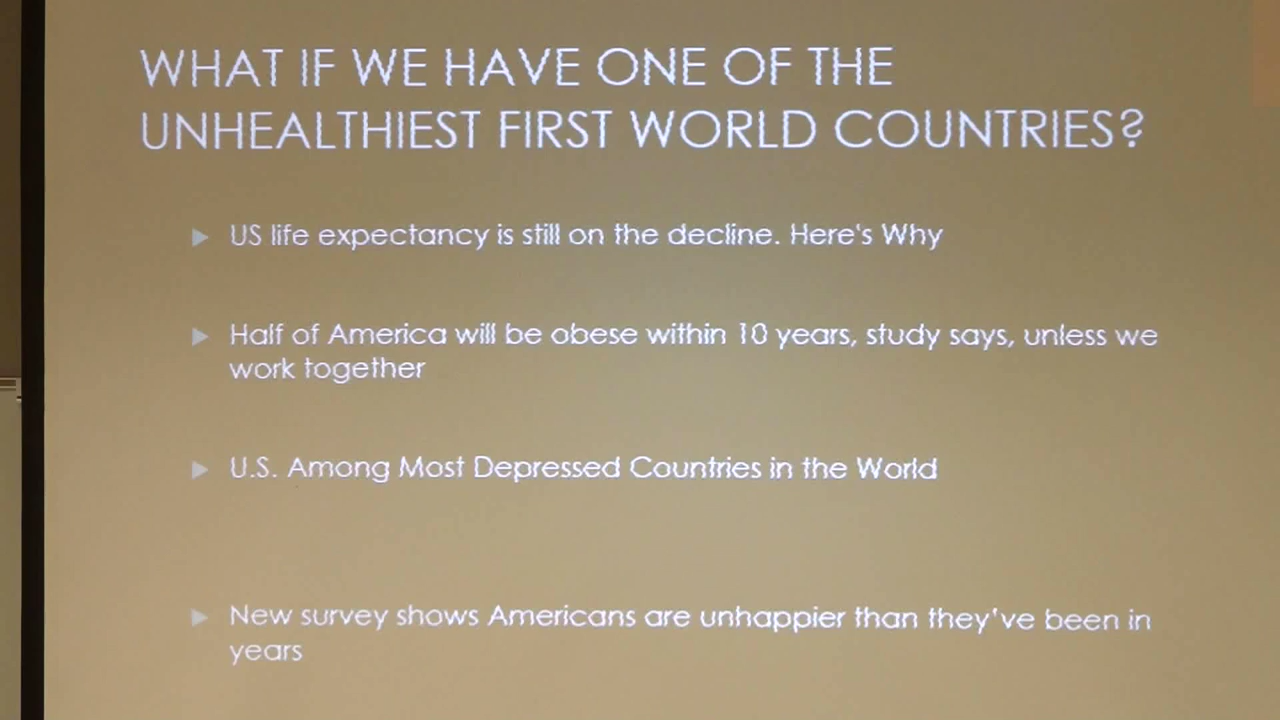 WHAT IF WE HAVE ONE OF THE
UNHEALTHIEST FIRST WORLD COUNTRIES?
US life expectancy is still on the decline. Here's Why
Half of America will be obese within 10 years, study says, unless we
work together
U.S. Among Most Depressed Countries in the World
New survey shows Americans are unhappier than they've been in
years